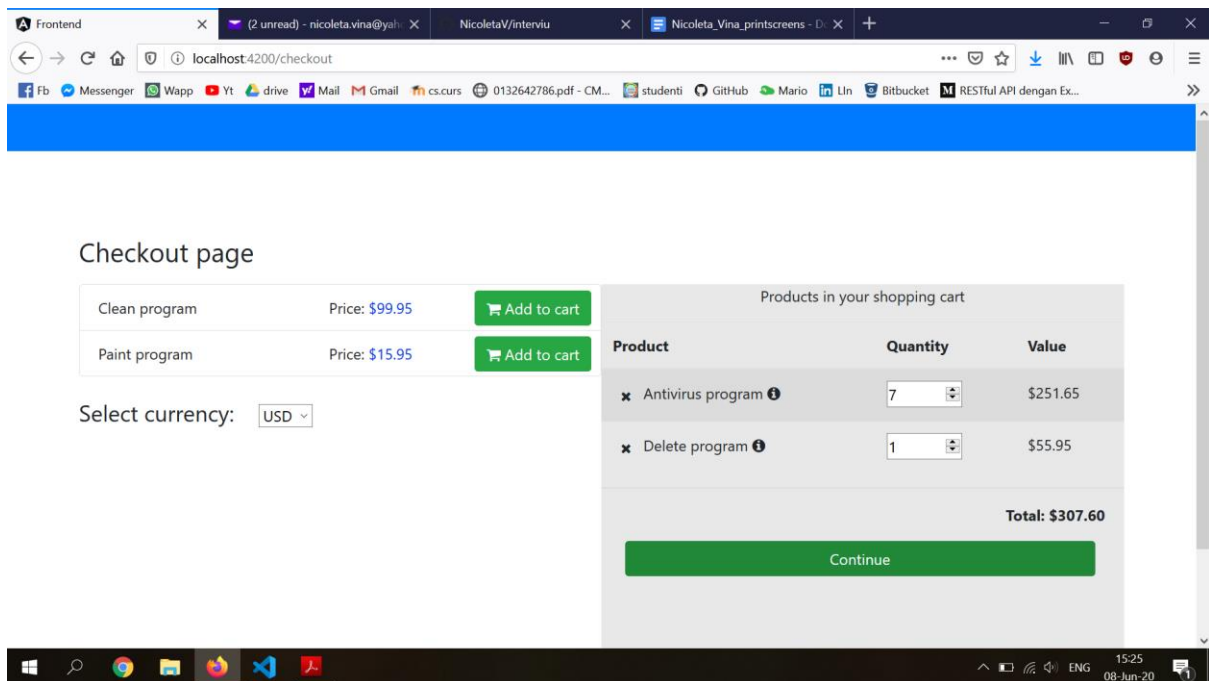 Frontend (2 unread) - nicoleta.vina@yah NicoletaV/interviu Nicoleta_Vina_printscreens - Do
localhost:4200/checkout
Fb Messenger Wapp Yt drive Mail Gmail cs.curs 0132642786.pdf - CM... studenti GitHub Mario LIn Bitbucket RESTful API dengan Ex...
Checkout page
Clean program Price: $99.95 Add to cart
Paint program Price: $15.95 Add to cart
Select currency: USD
Products in your shopping cart
Product Quantity Value
Antivirus program 7 $251.65
Delete program 1 $55.95
Total: $307.60
Continue
ENG 15:25
08-Jun-20
1